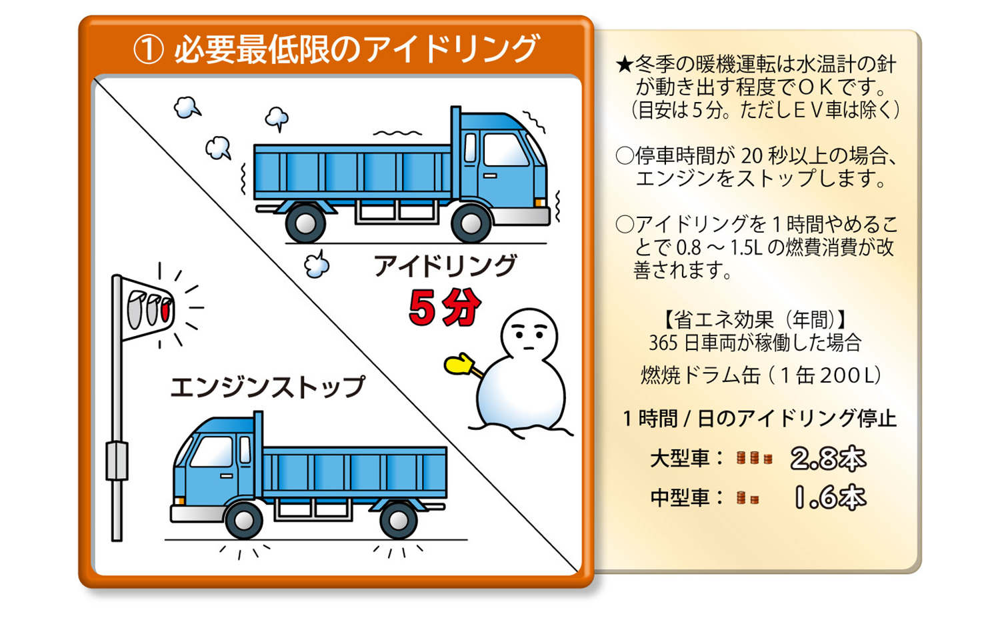 ① 必要最低限のアイドリング
アイドリング
5分
エンジンストップ
★冬季の暖機運転は水温計の針
が動き出す程度でＯＫです。
（目安は５分。ただしＥＶ車は除く）
○停車時間が 20 秒以上の場合、
エンジンをストップします。
○アイドリングを１時間やめるこ
とで 0.8 ～ 1.5L の燃費消費が改
善されます。
【省エネ効果（年間）】
365 日車両が稼働した場合
燃焼ドラム缶（１缶２００Ｌ）
１時間 / 日のアイドリング停止
大型車： 2.8本
中型車： 1.6本